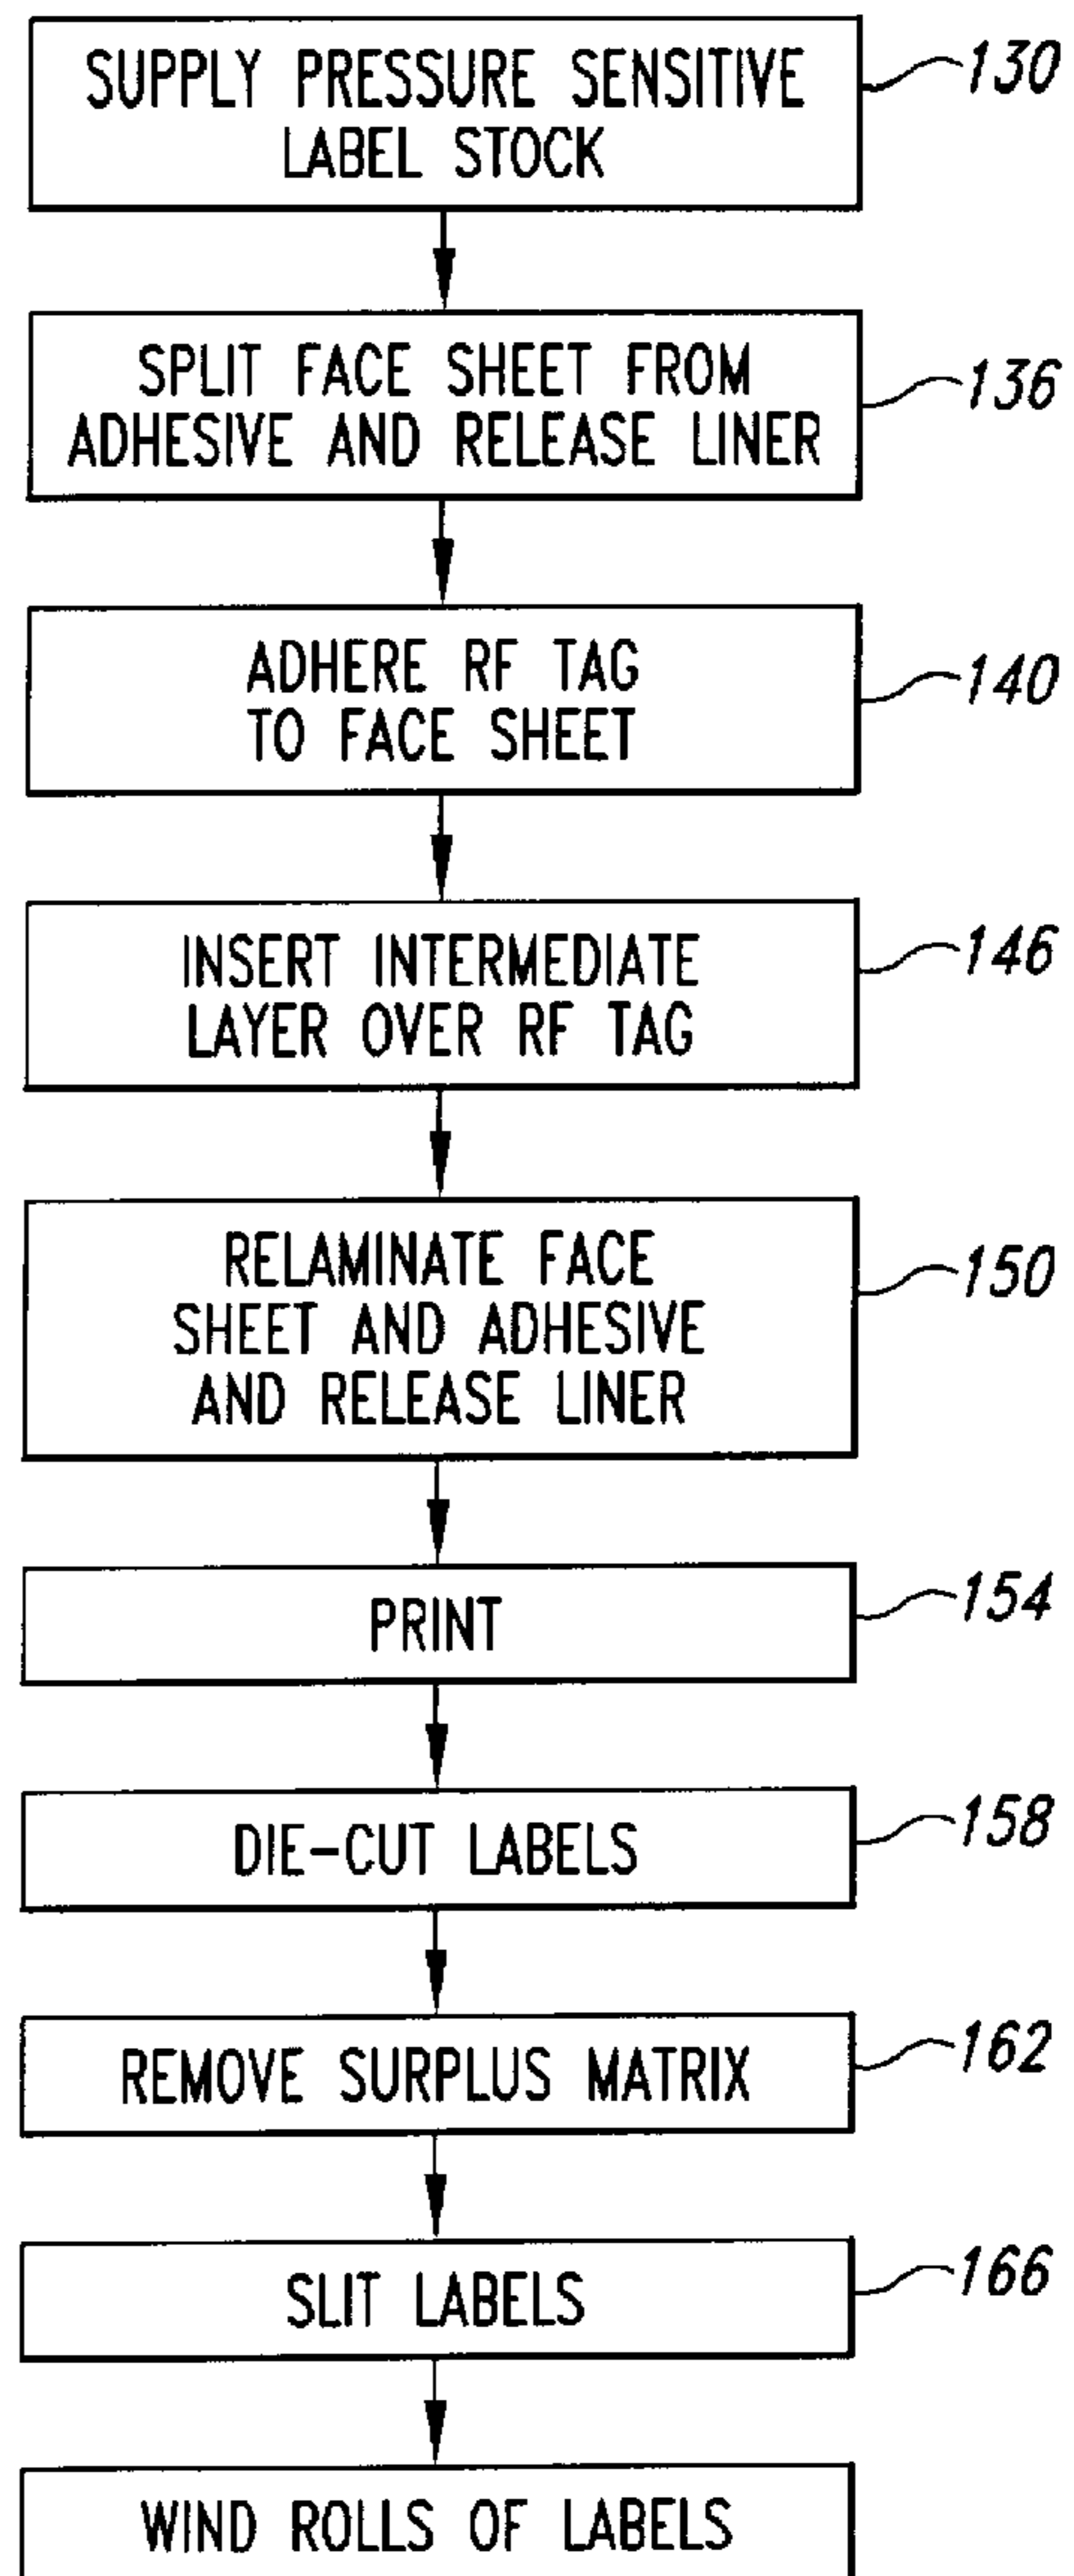 SUPPLY PRESSURE SENSITIVE
LABEL STOCK
130
SPLIT FACE SHEET FROM
ADHESIVE AND RELEASE LINER
136
ADHERE RF TAG
TO FACE SHEET
140
INSERT INTERMEDIATE
LAYER OVER RF TAG
146
RELAMINATE FACE
SHEET AND ADHESIVE
AND RELEASE LINER
150
PRINT
154
DIE-CUT LABELS
158
REMOVE SURPLUS MATRIX
162
SLIT LABELS
166
WIND ROLLS OF LABELS